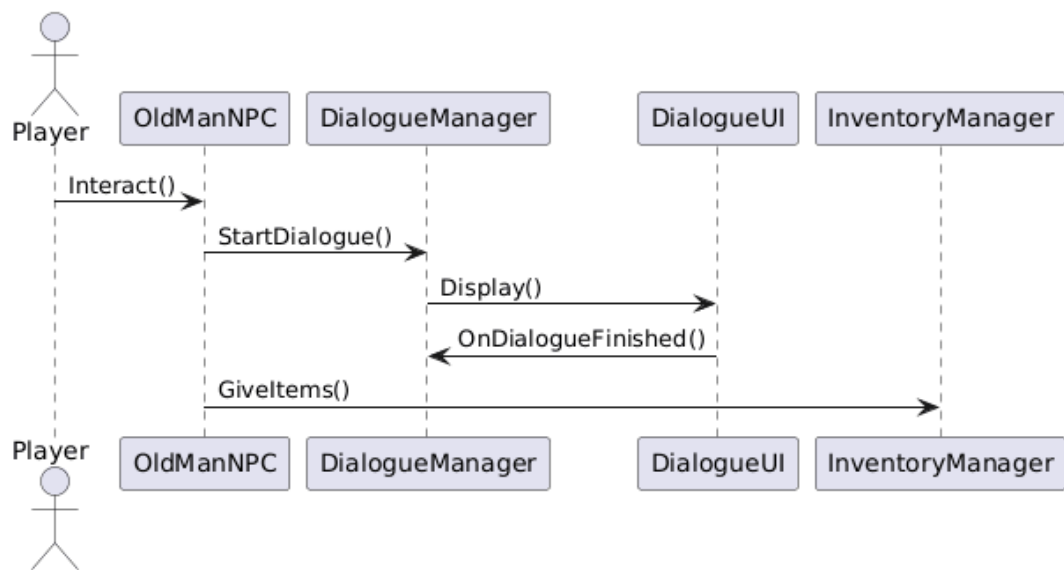 Player
OldManNPC
DialogueManager
DialogueUI
InventoryManager
Interact()
StartDialogue()
Display()
OnDialogueFinished()
GiveItems()
Player
OldManNPC
DialogueManager
DialogueUI
InventoryManager